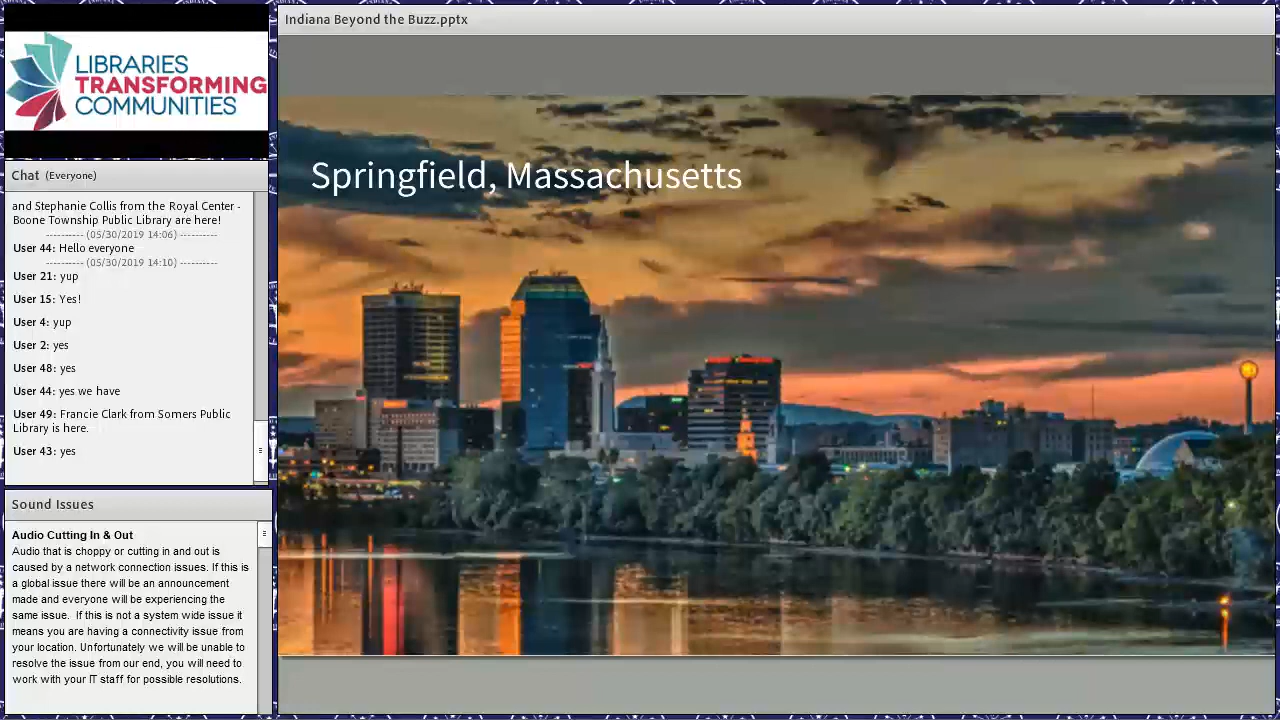 Indiana Beyond the Buzz.pptx
LIBRARIES
TRANSFORMING
COMMUNITIES
Springfield, Massachusetts
Chat (Everyone)
and Stephanie Collis from the Royal Center -
Boone Township Public Library are here!
---------- (05/30/2019 14:06) ----------
User 44: Hello everyone
---------- (05/30/2019 14:10) ----------
User 21: yup
User 15: Yes!
User 4: yup
User 2: yes
User 48: yes
User 44: yes we have
User 49: Francie Clark from Somers Public
Library is here.
User 43: yes
Sound Issues
Audio Cutting In & Out
Audio that is choppy or cutting in and out is
caused by a network connection issues. If this is
a global issue there will be an announcement
made and everyone will be experiencing the
same issue.  If this is not a system wide issue it
means you are having a connectivity issue from
your location. Unfortunately we will be unable to
resolve the issue from our end, you will need to
work with your IT staff for possible resolutions.